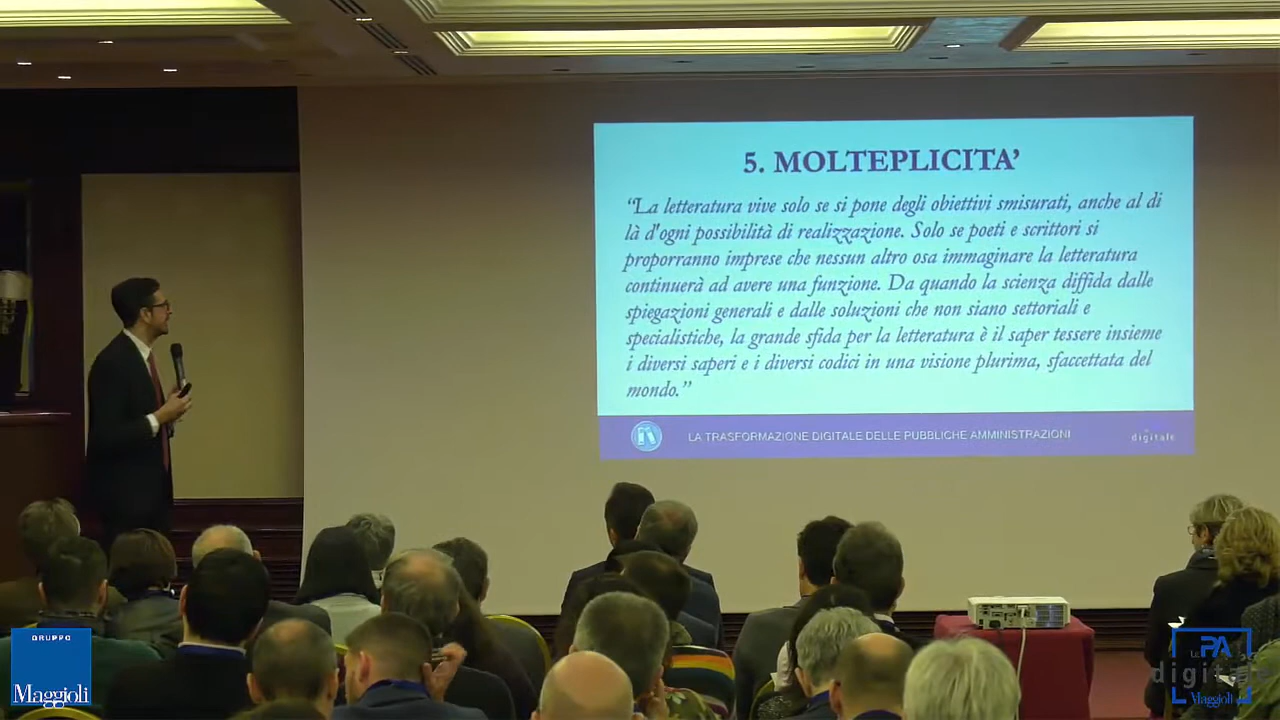 5. MOLTEPLICITA’
“La letteratura vive solo se si pone degli obiettivi smisurati, anche al di
là d'ogni possibilità di realizzazione. Solo se poeti e scrittori si
proporranno imprese che nessun altro osa immaginare la letteratura
continuerà ad avere una funzione. Da quando la scienza diffida dalle
spiegazioni generali e dalle soluzioni che non siano settoriali e
specialistiche, la grande sfida per la letteratura è il saper tessere insieme
i diversi saperi e i diversi codici in una visione plurima, sfaccettata del
mondo.”
LA TRASFORMAZIONE DIGITALE DELLE PUBBLICHE AMMINISTRAZIONI
digitale
GRUPPO
Maggioli
La PA
digitale
Maggioli